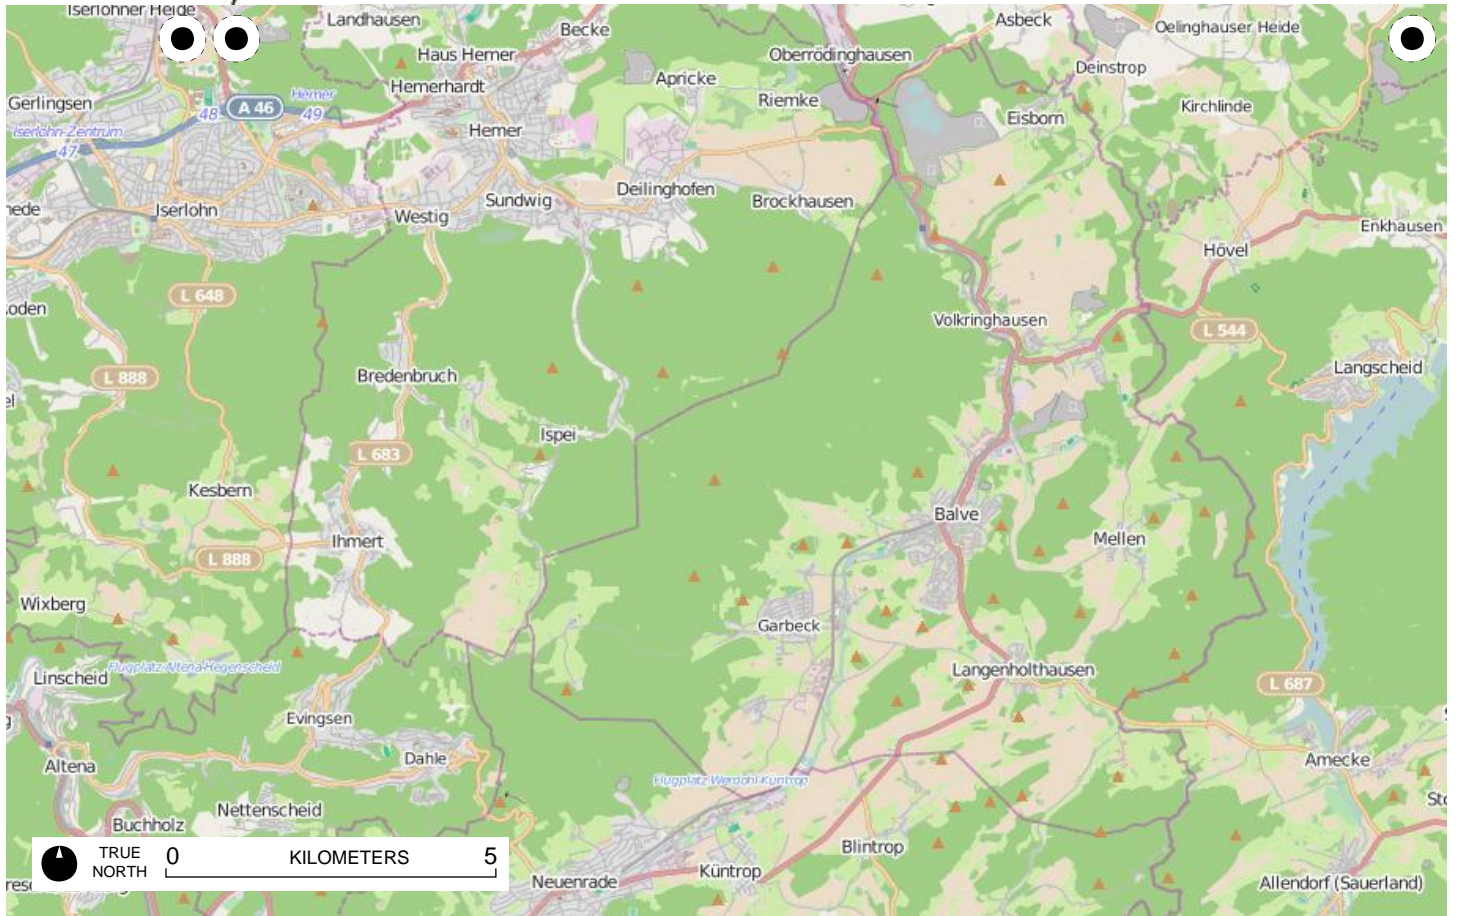 Iserlohner Heide
Landhausen
Becke
Asbeck
Oelinghauser Heide
Haus Hemer
Oberrödinghausen
Deinstrop
Apricke
Hemerhardt
Riemke
Hemer
Gerlingsen
48
A 46
49
Kirchlinde
Eisborn
Iserlohn-Zentrum
47
Hemer
Deilinghofen
Sundwig
Brockhausen
Iserlohn
Westig
Enkhausen
Hövel
L 648
Volkringhausen
L 544
L 888
Bredenbruch
Langscheid
Ispei
L 683
Kesbern
Balve
Mellen
Ihmert
L 888
Wixberg
Garbeck
Flugplatz Altena-Hegenscheid
Linscheid
Langenholthausen
L 687
Evingsen
Dahle
Altena
Amecke
Flugplatz Werdohl-Küntrop
Nettenscheid
Buchholz
Blintrop
TRUE NORTH
0 KILOMETERS 5
Küntrop
Neuenrade
Allendorf (Sauerland)